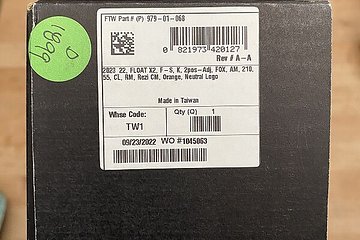 FTW Part # (P) 979-01-068
0 821973 420127
Rev # A-A
2023 22, FLOAT X2, F-S, K, 2pos-Adj, FOX, AM, 210,
55, CL, RM, Rezi CM, Orange, Neutral Logo
Made in Taiwan
Whse Code: Qty (Q) 1
TW1
09/23/2022 WO #1045063
D
1899